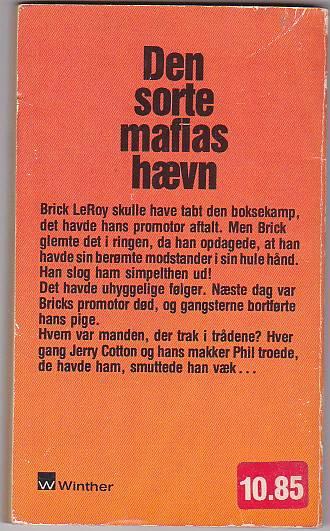 Den
sorte
mafias
hævn
Brick LeRoy skulle have tabt den boksekamp,
det havde hans promotor aftalt. Men Brick
glemte det i ringen, da han opdagede, at han
havde sin berømte modstander i sin hule hånd.
Han slog ham simpelthen ud!
Det havde uhyggelige følger. Næste dag var
Bricks promotor død, og gangsterne bortførte
hans pige.
Hvem var manden, der trak i trådene? Hver
gang Jerry Cotton og hans makker Phil troede,
de havde ham, smuttede han væk...
W Winther
10.85